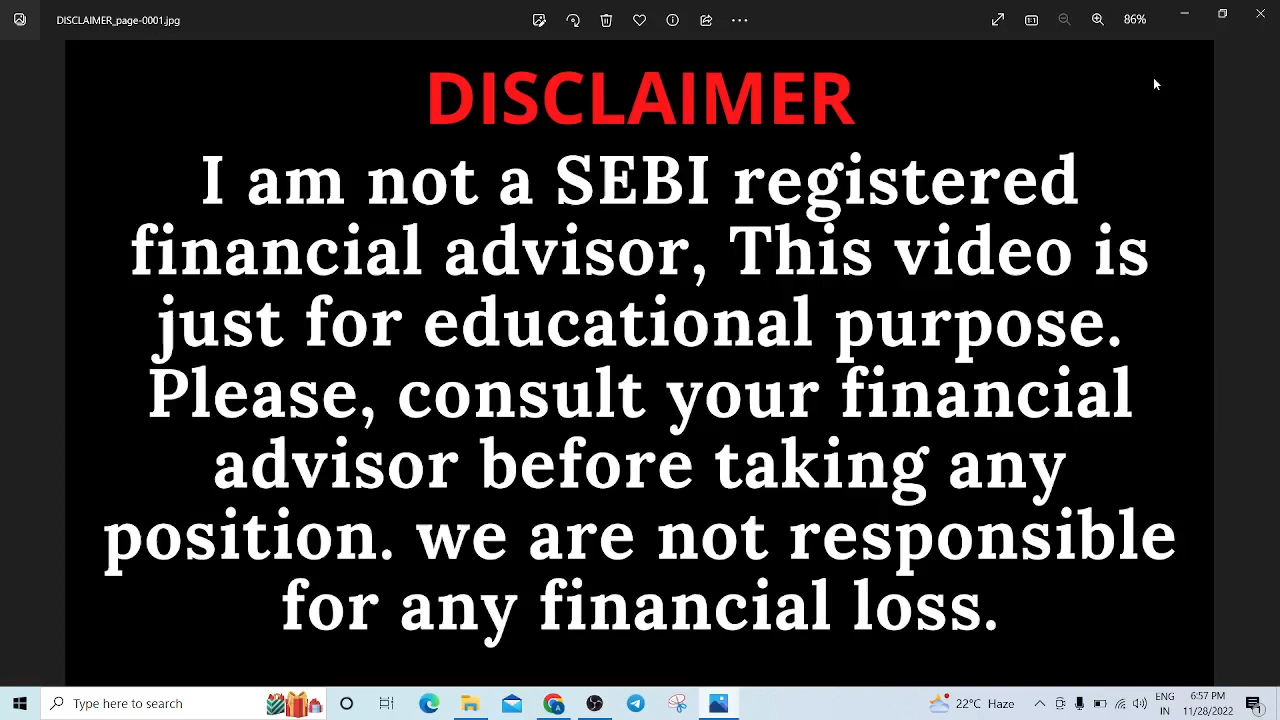 DISCLAIMER_page-0001.jpg
86%
DISCLAIMER
I am not a SEBI registered
financial advisor, This video is
just for educational purpose.
Please, consult your financial
advisor before taking any
position. we are not responsible
for any financial loss.
Type here to search
22°C Haze
ENG
IN
6:57 PM
11/28/2022
1